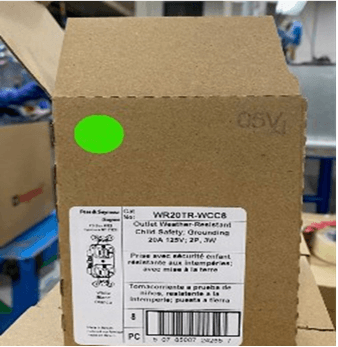 05V
Pass & Seymour
Cat
No:
WR20TR-WCC8
Outlet Weather-Resistant
Child Safety; Grounding
20A 125V; 2P, 3W
Prise avec sécurité enfant
résistante aux intempéries;
avec mise à la terre
Tomacorriente a prueba de
niños, resistente a la
intemperie; puesta a tierra
8
PC